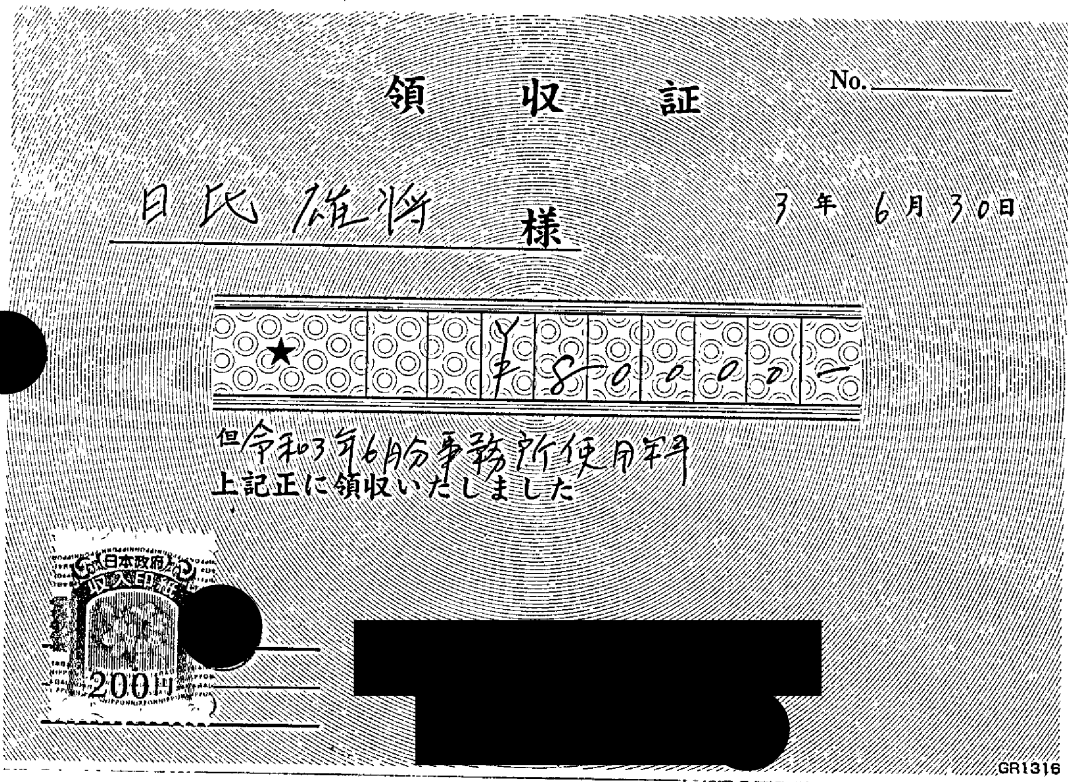 領収証
No.
日比 雄将 様
3年 6月 30日
★ ¥50000-
但 令和3年6月分事務所使用料
上記正に領収いたしました
日本政府
収入印紙
200円
GR1316